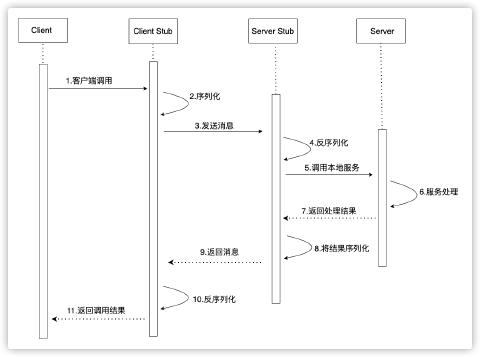 Client
Client Stub
Server Stub
Server
1.客户端调用
2.序列化
3.发送消息
4.反序列化
5.调用本地服务
6.服务处理
7.返回处理结果
8.将结果序列化
9.返回消息
10.反序列化
11.返回调用结果